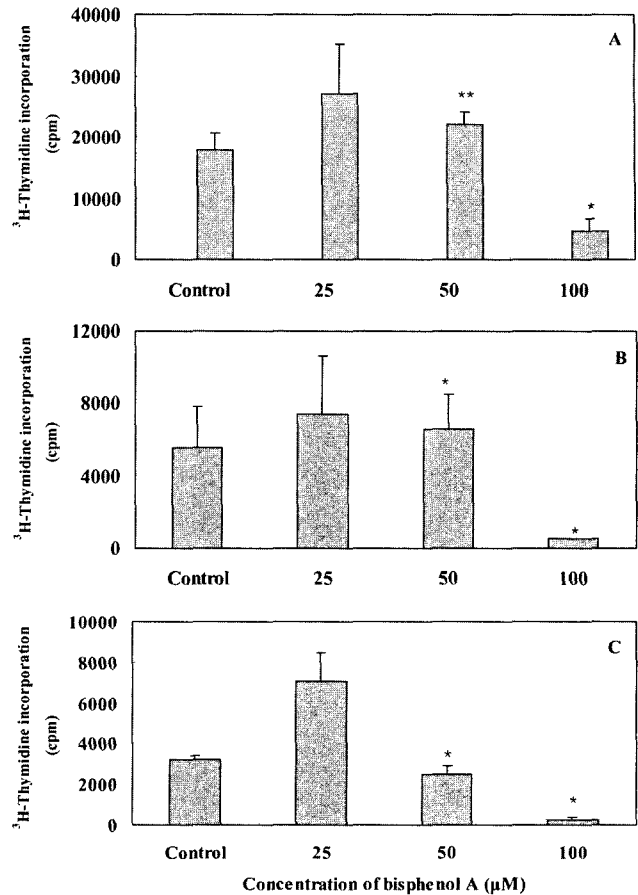 A
³H-Thymidine incorporation
(cpm)
40000
30000
20000
10000
0
**
*
Control 25 50 100
B
³H-Thymidine incorporation
(cpm)
12000
8000
4000
0
*
*
Control 25 50 100
C
³H-Thymidine incorporation
(cpm)
10000
8000
6000
4000
2000
0
*
*
Control 25 50 100
Concentration of bisphenol A (µM)